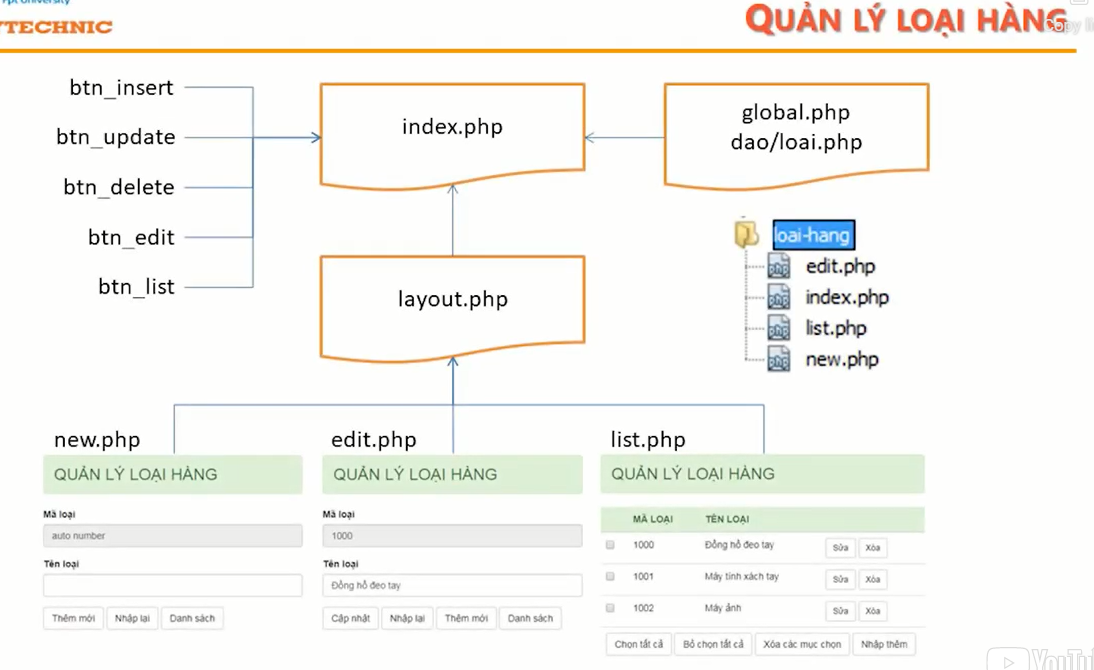 Fpt University
YTECHNIC
QUẢN LÝ LOẠI HÀNG
Copy
btn_insert
btn_update
btn_delete
btn_edit
btn_list
index.php
global.php
dao/loai.php
layout.php
loai-hang
edit.php
index.php
list.php
new.php
new.php
QUẢN LÝ LOẠI HÀNG
Mã loại
auto number
Tên loại
Thêm mới Nhập lại Danh sách
edit.php
QUẢN LÝ LOẠI HÀNG
Mã loại
1000
Tên loại
Đồng hồ đeo tay
Cập nhật Nhập lại Thêm mới Danh sách
list.php
QUẢN LÝ LOẠI HÀNG
MÃ LOẠI TÊN LOẠI
1000 Đồng hồ đeo tay Sửa Xóa
1001 Máy tính xách tay Sửa Xóa
1002 Máy ảnh Sửa Xóa
Chọn tất cả Bỏ chọn tất cả Xóa các mục chọn Nhập thêm
YouTu